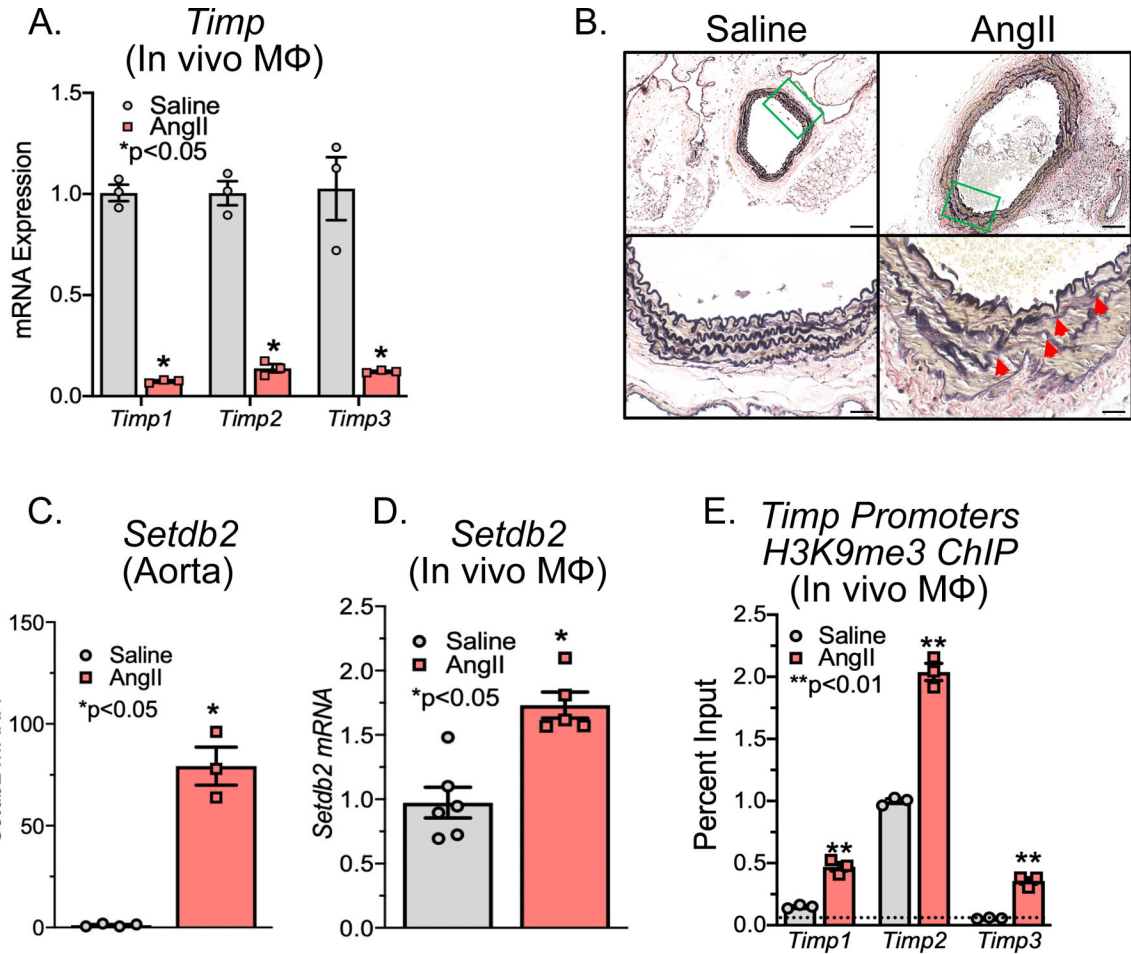 A.
Timp
(In vivo MΦ)
Saline
AngII
*p<0.05
mRNA Expression
1.5
1.0
0.5
0.0
*
*
*
Timp1
Timp2
Timp3
B.
Saline
AngII
C.
Setdb2
(Aorta)
150
100
50
0
Saline
AngII
*p<0.05
*
D.
Setdb2
(In vivo MΦ)
Setdb2 mRNA
2.5
2.0
1.5
1.0
0.5
0.0
Saline
AngII
*p<0.05
*
E.
Timp Promoters
H3K9me3 ChIP
(In vivo MΦ)
Percent Input
2.5
2.0
1.5
1.0
0.5
0.0
Saline
AngII
**p<0.01
**
**
**
Timp1
Timp2
Timp3